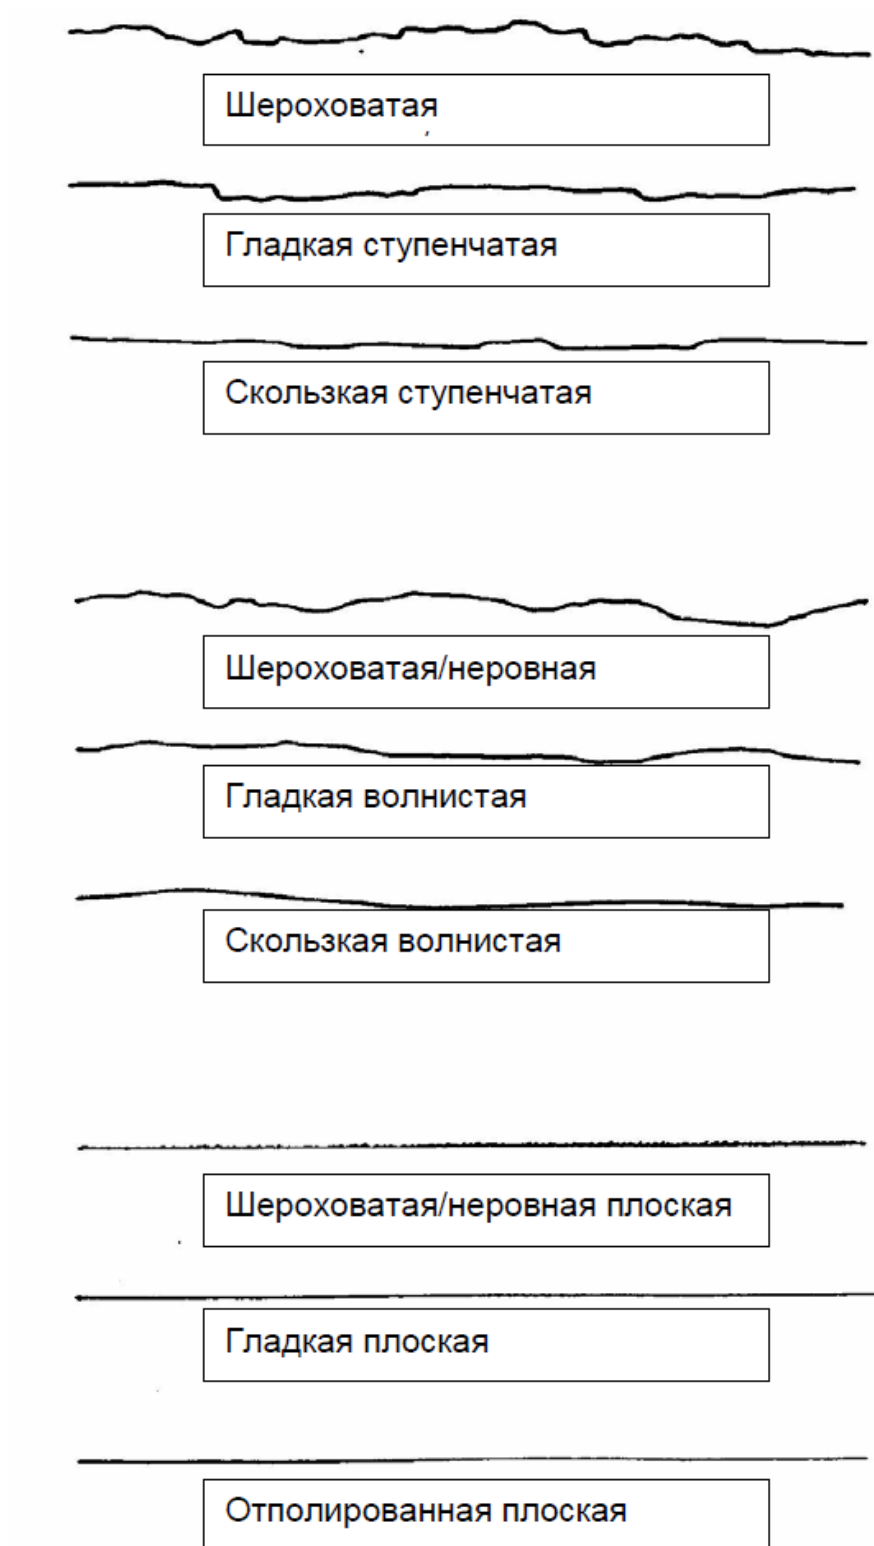 Шероховатая
Гладкая ступенчатая
Скользкая ступенчатая
Шероховатая/неровная
Гладкая волнистая
Скользкая волнистая
Шероховатая/неровная плоская
Гладкая плоская
Отполированная плоская